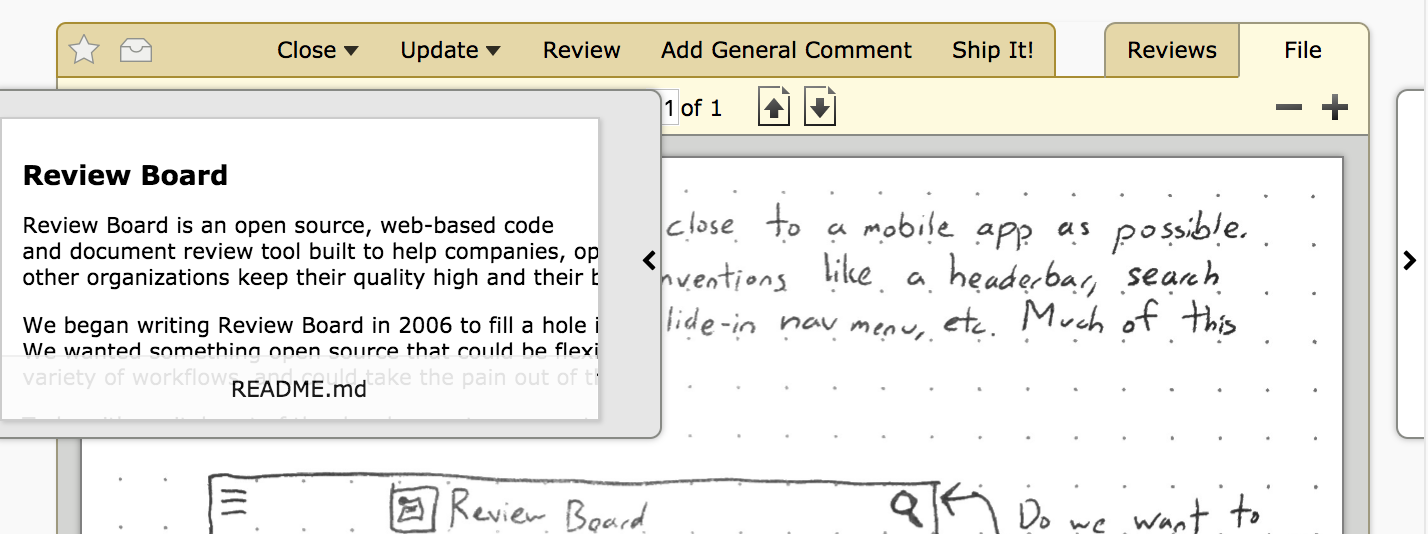 Close Update Review Add General Comment Ship It! Reviews File
1 of 1
Review Board
Review Board is an open source, web-based code
and document review tool built to help companies, op
other organizations keep their quality high and their b
We began writing Review Board in 2006 to fill a hole i
We wanted something open source that could be flexi
variety of workflows, and could take the pain out of t
README.md
close to a mobile app as possible.
nventions like a headerbar, search
lide-in nav menu, etc. Much of this
Review Board
Do we want to